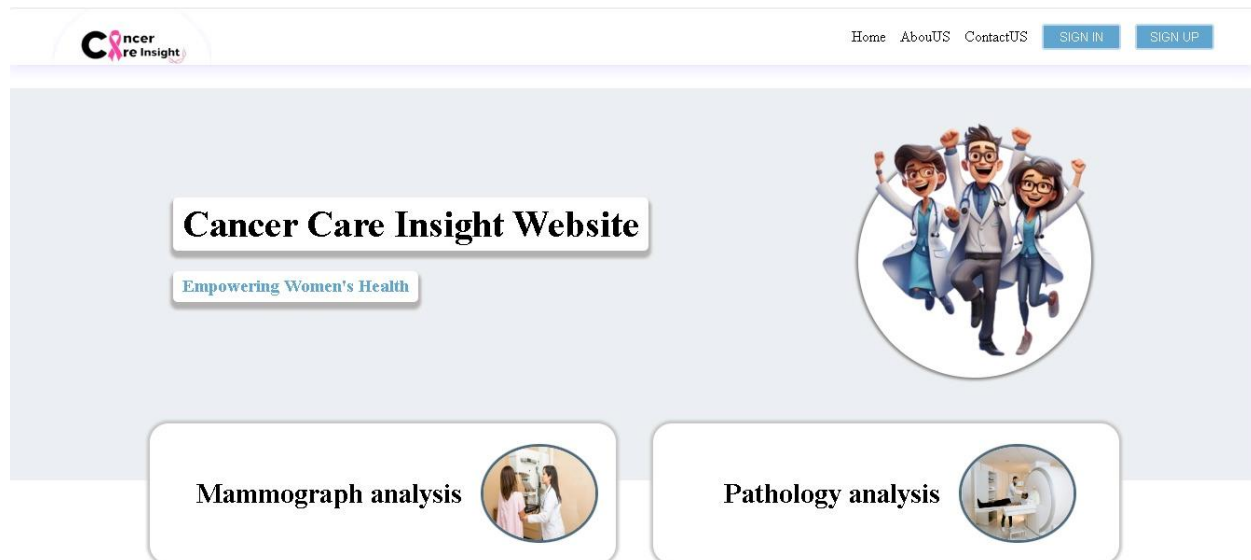 Cancer
Care Insight
Home AbouUS ContactUS SIGN IN SIGN UP
Cancer Care Insight Website
Empowering Women's Health
Mammograph analysis
Pathology analysis